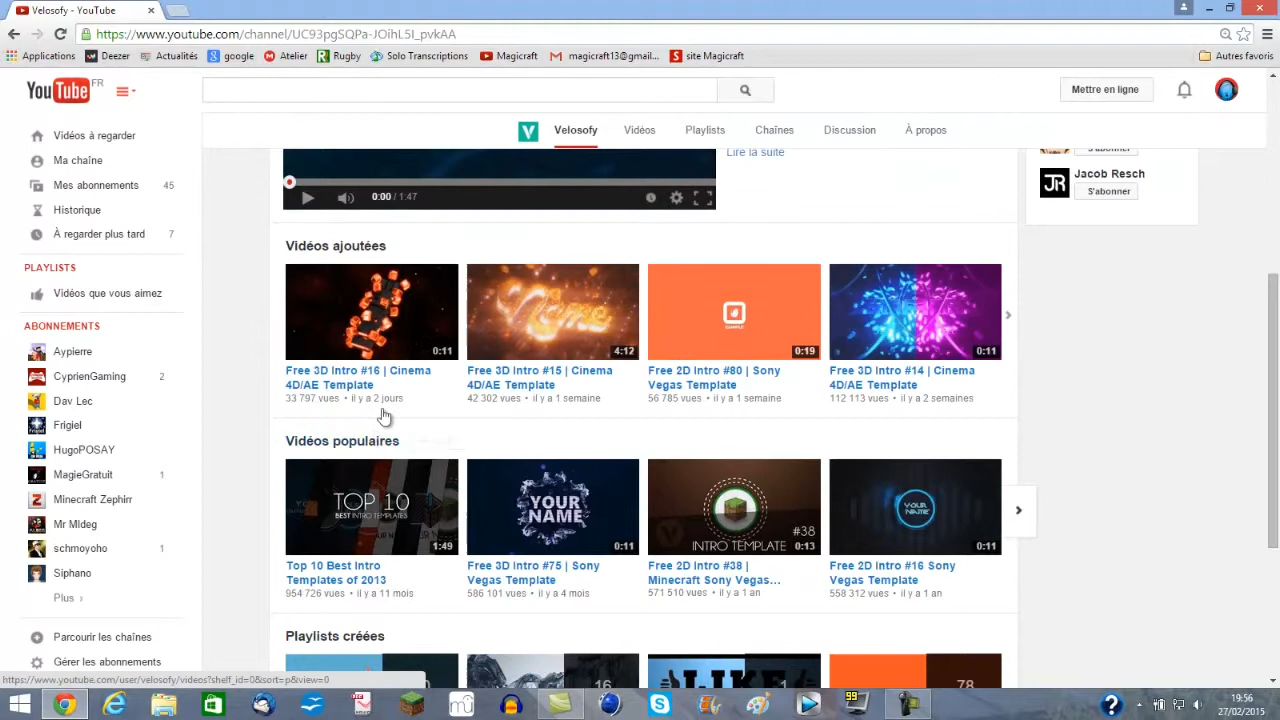 Velosofy - YouTube
https://www.youtube.com/channel/UC93pgSQPa-JOihL5I_pvkAA
Applications Deezer Actualités google Atelier Rugby Solo Transcriptions Magicraft magicraft13@gmail... site Magicraft Autres favoris
YouTube FR
Mettre en ligne
Velosofy Vidéos Playlists Chaînes Discussion À propos
Vidéos à regarder
Ma chaîne
Mes abonnements 45
Historique
À regarder plus tard 7
PLAYLISTS
Vidéos que vous aimez
ABONNEMENTS
Aypierre
CyprienGaming 2
Dav Lec
Frigiel
HugoPOSAY
MagieGratuit 1
Minecraft Zephirr
Mr Mldeg
schmoyoho 1
Siphano
Plus ›
Parcourir les chaînes
Gérer les abonnements
Lire la suite
0:00 / 1:47
S'abonner
JR Jacob Resch
S'abonner
Vidéos ajoutées
0:11
4:12
0:19
0:11
Free 3D Intro #16 | Cinema
4D/AE Template
33 797 vues • il y a 2 jours
Free 3D Intro #15 | Cinema
4D/AE Template
42 302 vues • il y a 1 semaine
Free 2D Intro #80 | Sony
Vegas Template
56 785 vues • il y a 1 semaine
Free 3D Intro #14 | Cinema
4D/AE Template
112 113 vues • il y a 2 semaines
Vidéos populaires
TOP 10
BEST INTRO TEMPLATES
1:49
YOUR
NAME
0:11
#38
INTRO TEMPLATE
0:13
YOUR
NAME
0:11
Top 10 Best Intro
Templates of 2013
954 726 vues • il y a 11 mois
Free 3D Intro #75 | Sony
Vegas Template
586 101 vues • il y a 4 mois
Free 2D Intro #38 |
Minecraft Sony Vegas...
571 510 vues • il y a 1 an
Free 2D Intro #16 Sony
Vegas Template
558 312 vues • il y a 1 an
Playlists créées
16
LIKE
1
78
https://www.youtube.com/user/velosofy/videos?shelf_id=0&sort=p&view=0
99
19:56
27/02/2015